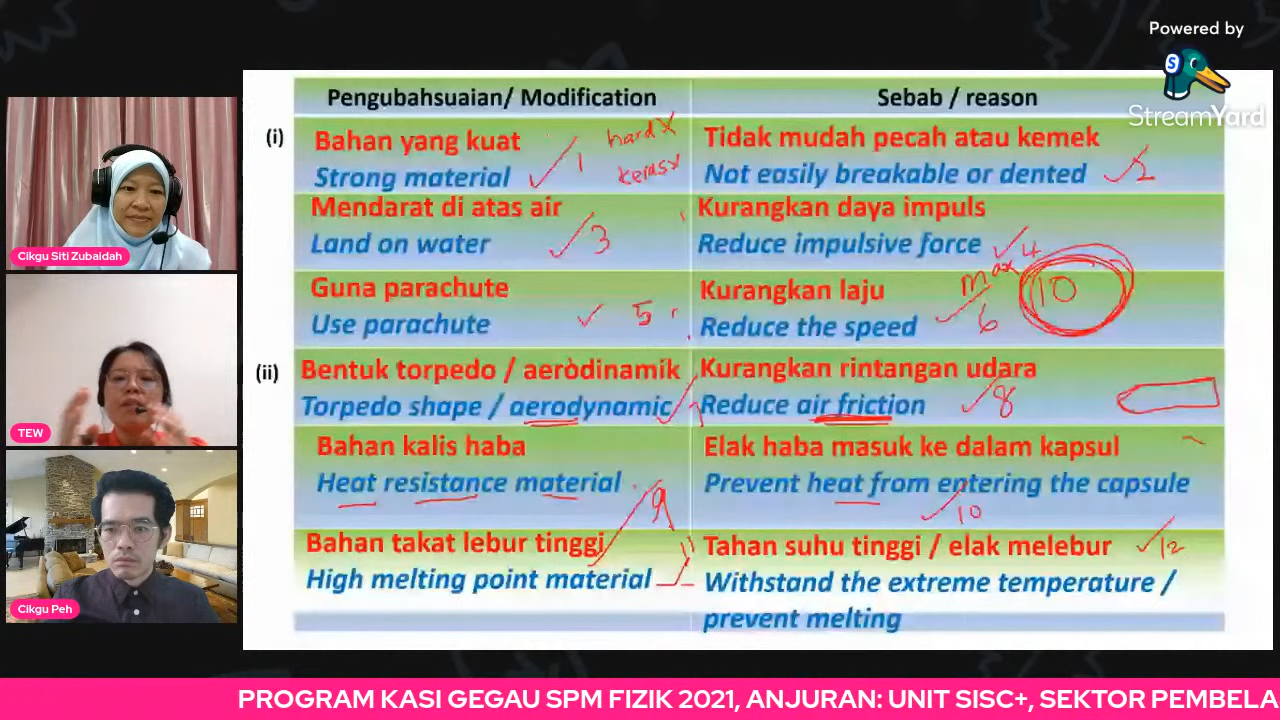 Powered by
StreamYard
Pengubahsuaian/ Modification
Sebab / reason
(i)
Bahan yang kuat
Strong material
1
hard x
keras x
Tidak mudah pecah atau kemek
Not easily breakable or dented
2
Mendarat di atas air
Land on water
3
Kurangkan daya impuls
Reduce impulsive force
4
Guna parachute
Use parachute
5
Kurangkan laju
Reduce the speed
6
Max
10
(ii)
Bentuk torpedo / aerodinamik
Torpedo shape / aerodynamic
7
Kurangkan rintangan udara
Reduce air friction
8
Bahan kalis haba
Heat resistance material
9
Elak haba masuk ke dalam kapsul
Prevent heat from entering the capsule
10
Bahan takat lebur tinggi
High melting point material
Tahan suhu tinggi / elak melebur
12
Withstand the extreme temperature /
prevent melting
Cikgu Siti Zubaidah
TEW
Cikgu Peh
PROGRAM KASI GEGAU SPM FIZIK 2021, ANJURAN: UNIT SISC+, SEKTOR PEMBELA